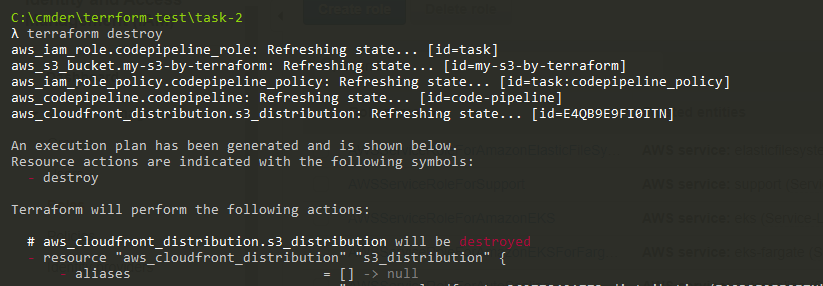 C:\cmder\terrform-test\task-2
λ terraform destroy
aws_iam_role.codepipeline_role: Refreshing state... [id=task]
aws_s3_bucket.my-s3-by-terraform: Refreshing state... [id=my-s3-by-terraform]
aws_iam_role_policy.codepipeline_policy: Refreshing state... [id=task:codepipeline_policy]
aws_codepipeline.codepipeline: Refreshing state... [id=code-pipeline]
aws_cloudfront_distribution.s3_distribution: Refreshing state... [id=E4QB9E9FI0ITN]
An execution plan has been generated and is shown below.
Resource actions are indicated with the following symbols:
- destroy
Terraform will perform the following actions:
# aws_cloudfront_distribution.s3_distribution will be destroyed
- resource "aws_cloudfront_distribution" "s3_distribution" {
- aliases = [] -> null